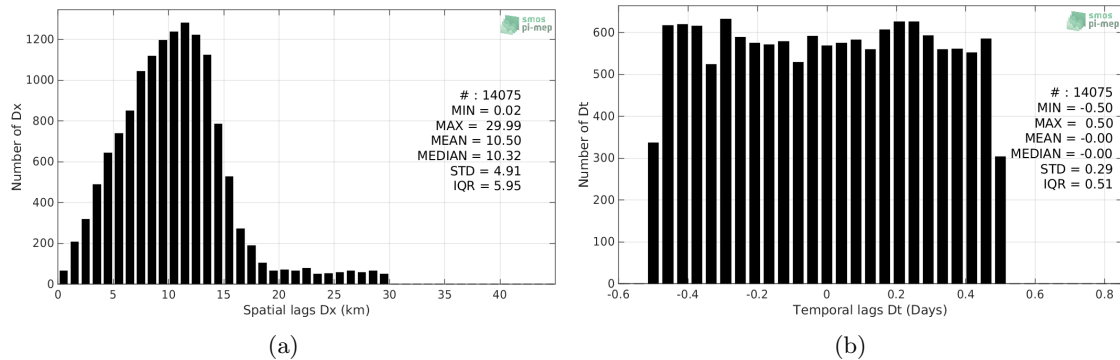 1200
1000
800
600
400
200
0
Number of Dx
smos
pi-mep
# : 14075
MIN = 0.02
MAX = 29.99
MEAN = 10.50
MEDIAN = 10.32
STD = 4.91
IQR = 5.95
0 5 10 15 20 25 30 35 40
Spatial lags Dx (km)
(a)
600
500
400
300
200
100
0
Number of Dt
smos
pi-mep
# : 14075
MIN = -0.50
MAX = 0.50
MEAN = -0.00
MEDIAN = -0.00
STD = 0.29
IQR = 0.51
-0.6 -0.4 -0.2 0 0.2 0.4 0.6 0.8
Temporal lags Dt (Days)
(b)